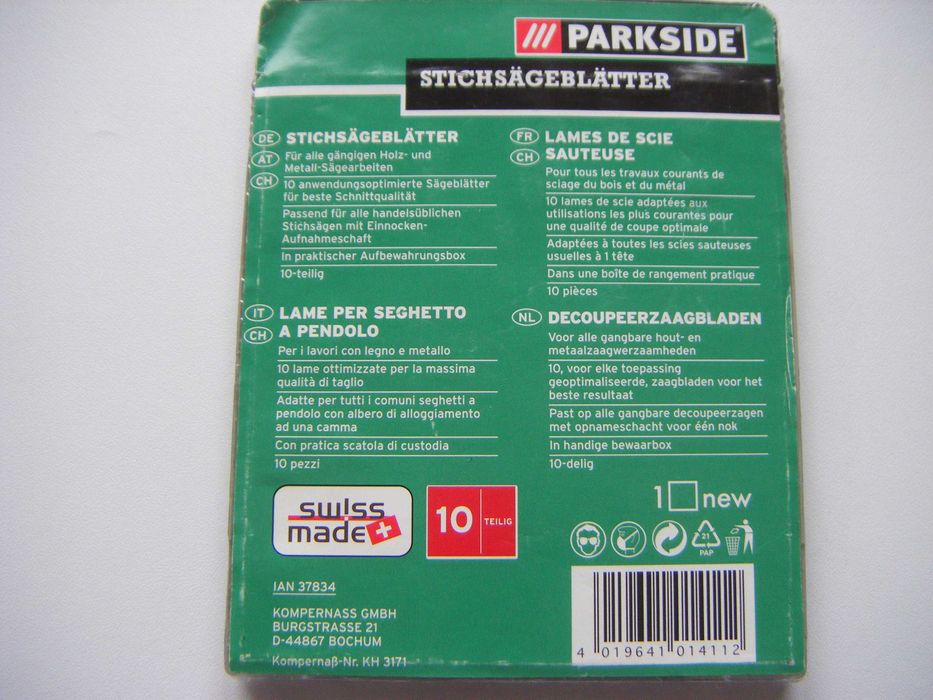 PARKSIDE®
STICHSÄGEBLÄTTER
DE STICHSÄGEBLÄTTER
AT Für alle gängigen Holz- und
Metall-Sägearbeiten
CH 10 anwendungsoptimierte Sägeblätter
für beste Schnittqualität
Passend für alle handelsüblichen
Stichsägen mit Einnocken-
Aufnahmeschaft
In praktischer Aufbewahrungsbox
10-teilig
FR LAMES DE SCIE
CH SAUTEUSE
Pour tous les travaux courants de
sciage du bois et du métal
10 lames de scie adaptées aux
utilisations les plus courantes pour
une qualité de coupe optimale
Adaptées à toutes les scies sauteuses
usuelles à 1 tête
Dans une boîte de rangement pratique
10 pièces
IT LAME PER SEGHETTO
CH A PENDOLO
Per i lavori con legno e metallo
10 lame ottimizzate per la massima
qualità di taglio
Adatte per tutti i comuni seghetti a
pendolo con albero di alloggiamento
ad una camma
Con pratica scatola di custodia
10 pezzi
NL DECOUPEERZAAGBLADEN
Voor alle gangbare hout- en
metaalzaagwerzaamheden
10, voor elke toepassing
geoptimaliseerde, zaagbladen voor het
beste resultaat
Past op alle gangbare decoupeerzagen
met opnameschacht voor één nok
In handige bewaarbox
10-delig
swiss
made
10 TEILIG
1 new
21
PAP
IAN 37834
KOMPERNASS GMBH
BURGSTRASSE 21
D-44867 BOCHUM
Kompernaß-Nr. KH 3171
4 019641 014112